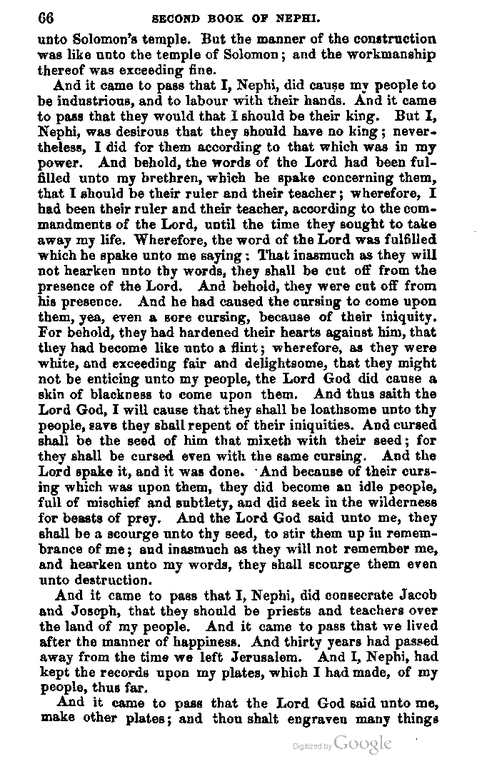 66 SECOND BOOK OF NEPHI.
unto Solomon's temple. But the manner of the construction
was like unto the temple of Solomon; and the workmanship
thereof was exceeding fine.
And it came to pass that I, Nephi, did cause my people to
be industrious, and to labour with their hands. And it came
to pass that they would that I should be their king. But I,
Nephi, was desirous that they should have no king; never-
theless, I did for them according to that which was in my
power. And behold, the words of the Lord had been ful-
filled unto my brethren, which he spake concerning them,
that I should be their ruler and their teacher; wherefore, I
had been their ruler and their teacher, according to the com-
mandments of the Lord, until the time they sought to take
away my life. Wherefore, the word of the Lord was fulfilled
which he spake unto me saying: That inasmuch as they will
not hearken unto thy words, they shall be cut off from the
presence of the Lord. And behold, they were cut off from
his presence. And he had caused the cursing to come upon
them, yea, even a sore cursing, because of their iniquity.
For behold, they had hardened their hearts against him, that
they had become like unto a flint; wherefore, as they were
white, and exceeding fair and delightsome, that they might
not be enticing unto my people, the Lord God did cause a
skin of blackness to come upon them. And thus saith the
Lord God, I will cause that they shall be loathsome unto thy
people, save they shall repent of their iniquities. And cursed
shall be the seed of him that mixeth with their seed; for
they shall be cursed even with the same cursing. And the
Lord spake it, and it was done. And because of their curs-
ing which was upon them, they did become an idle people,
full of mischief and subtlety, and did seek in the wilderness
for beasts of prey. And the Lord God said unto me, they
shall be a scourge unto thy seed, to stir them up in remem-
brance of me; and inasmuch as they will not remember me,
and hearken unto my words, they shall scourge them even
unto destruction.
And it came to pass that I, Nephi, did consecrate Jacob
and Joseph, that they should be priests and teachers over
the land of my people. And it came to pass that we lived
after the manner of happiness. And thirty years had passed
away from the time we left Jerusalem. And I, Nephi, had
kept the records upon my plates, which I had made, of my
people, thus far.
And it came to pass that the Lord God said unto me,
make other plates; and thou shalt engraven many things
Digitized by Google